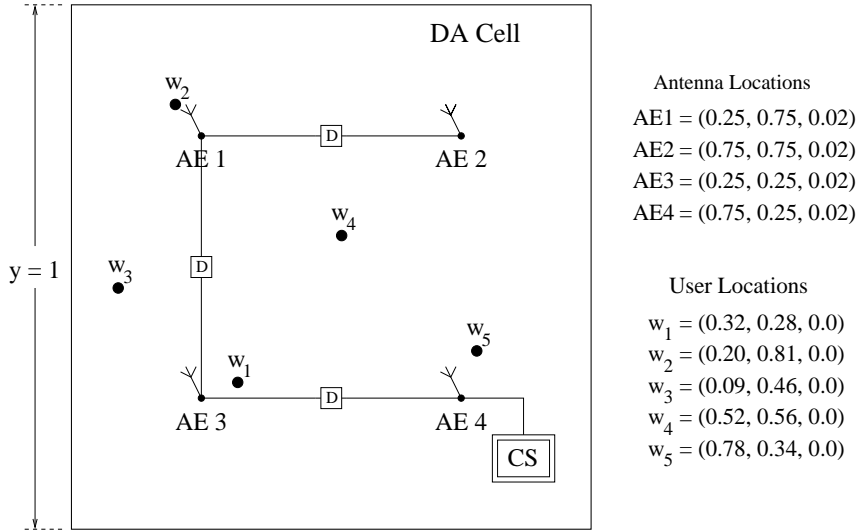 DA Cell
w2
D
AE 1
AE 2
w4
w3
D
y = 1
w5
w1
D
AE 3
AE 4
CS
Antenna Locations
AE1 = (0.25, 0.75, 0.02)
AE2 = (0.75, 0.75, 0.02)
AE3 = (0.25, 0.25, 0.02)
AE4 = (0.75, 0.25, 0.02)
User Locations
w1 = (0.32, 0.28, 0.0)
w2 = (0.20, 0.81, 0.0)
w3 = (0.09, 0.46, 0.0)
w4 = (0.52, 0.56, 0.0)
w5 = (0.78, 0.34, 0.0)